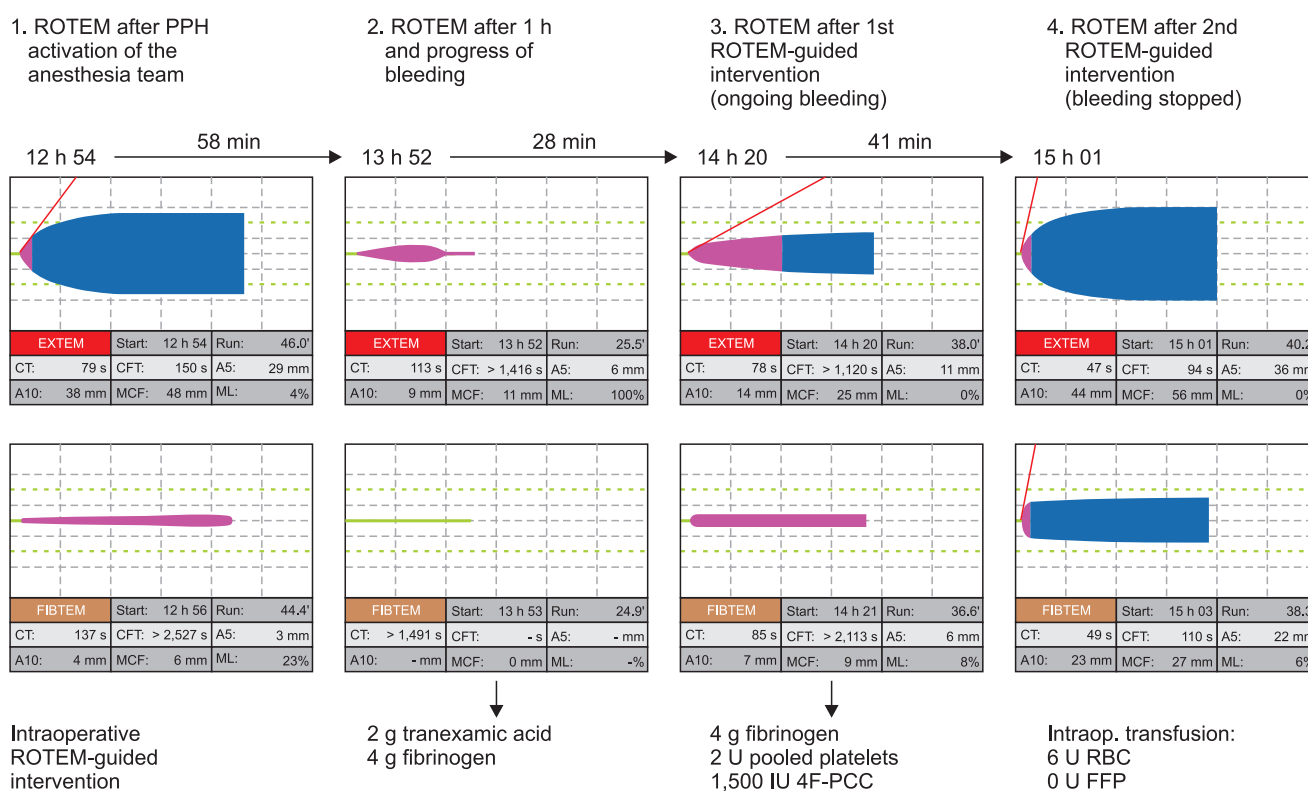 1. ROTEM after PPH
activation of the
anesthesia team
2. ROTEM after 1 h
and progress of
bleeding
3. ROTEM after 1st
ROTEM-guided
intervention
(ongoing bleeding)
4. ROTEM after 2nd
ROTEM-guided
intervention
(bleeding stopped)
12 h 54
58 min
13 h 52
28 min
14 h 20
41 min
15 h 01
EXTEM Start: 12 h 54 Run: 46.0'
CT: 79 s CFT: 150 s A5: 29 mm
A10: 38 mm MCF: 48 mm ML: 4%
EXTEM Start: 13 h 52 Run: 25.5'
CT: 113 s CFT: > 1,416 s A5: 6 mm
A10: 9 mm MCF: 11 mm ML: 100%
EXTEM Start: 14 h 20 Run: 38.0'
CT: 78 s CFT: > 1,120 s A5: 11 mm
A10: 14 mm MCF: 25 mm ML: 0%
EXTEM Start: 15 h 01 Run: 40.2'
CT: 47 s CFT: 94 s A5: 36 mm
A10: 44 mm MCF: 56 mm ML: 0%
FIBTEM Start: 12 h 56 Run: 44.4'
CT: 137 s CFT: > 2,527 s A5: 3 mm
A10: 4 mm MCF: 6 mm ML: 23%
FIBTEM Start: 13 h 53 Run: 24.9'
CT: > 1,491 s CFT: - s A5: - mm
A10: - mm MCF: 0 mm ML: -%
FIBTEM Start: 14 h 21 Run: 36.6'
CT: 85 s CFT: > 2,113 s A5: 6 mm
A10: 7 mm MCF: 9 mm ML: 8%
FIBTEM Start: 15 h 03 Run: 38.3'
CT: 49 s CFT: 110 s A5: 22 mm
A10: 23 mm MCF: 27 mm ML: 6%
Intraoperative
ROTEM-guided
intervention
2 g tranexamic acid
4 g fibrinogen
4 g fibrinogen
2 U pooled platelets
1,500 IU 4F-PCC
Intraop. transfusion:
6 U RBC
0 U FFP